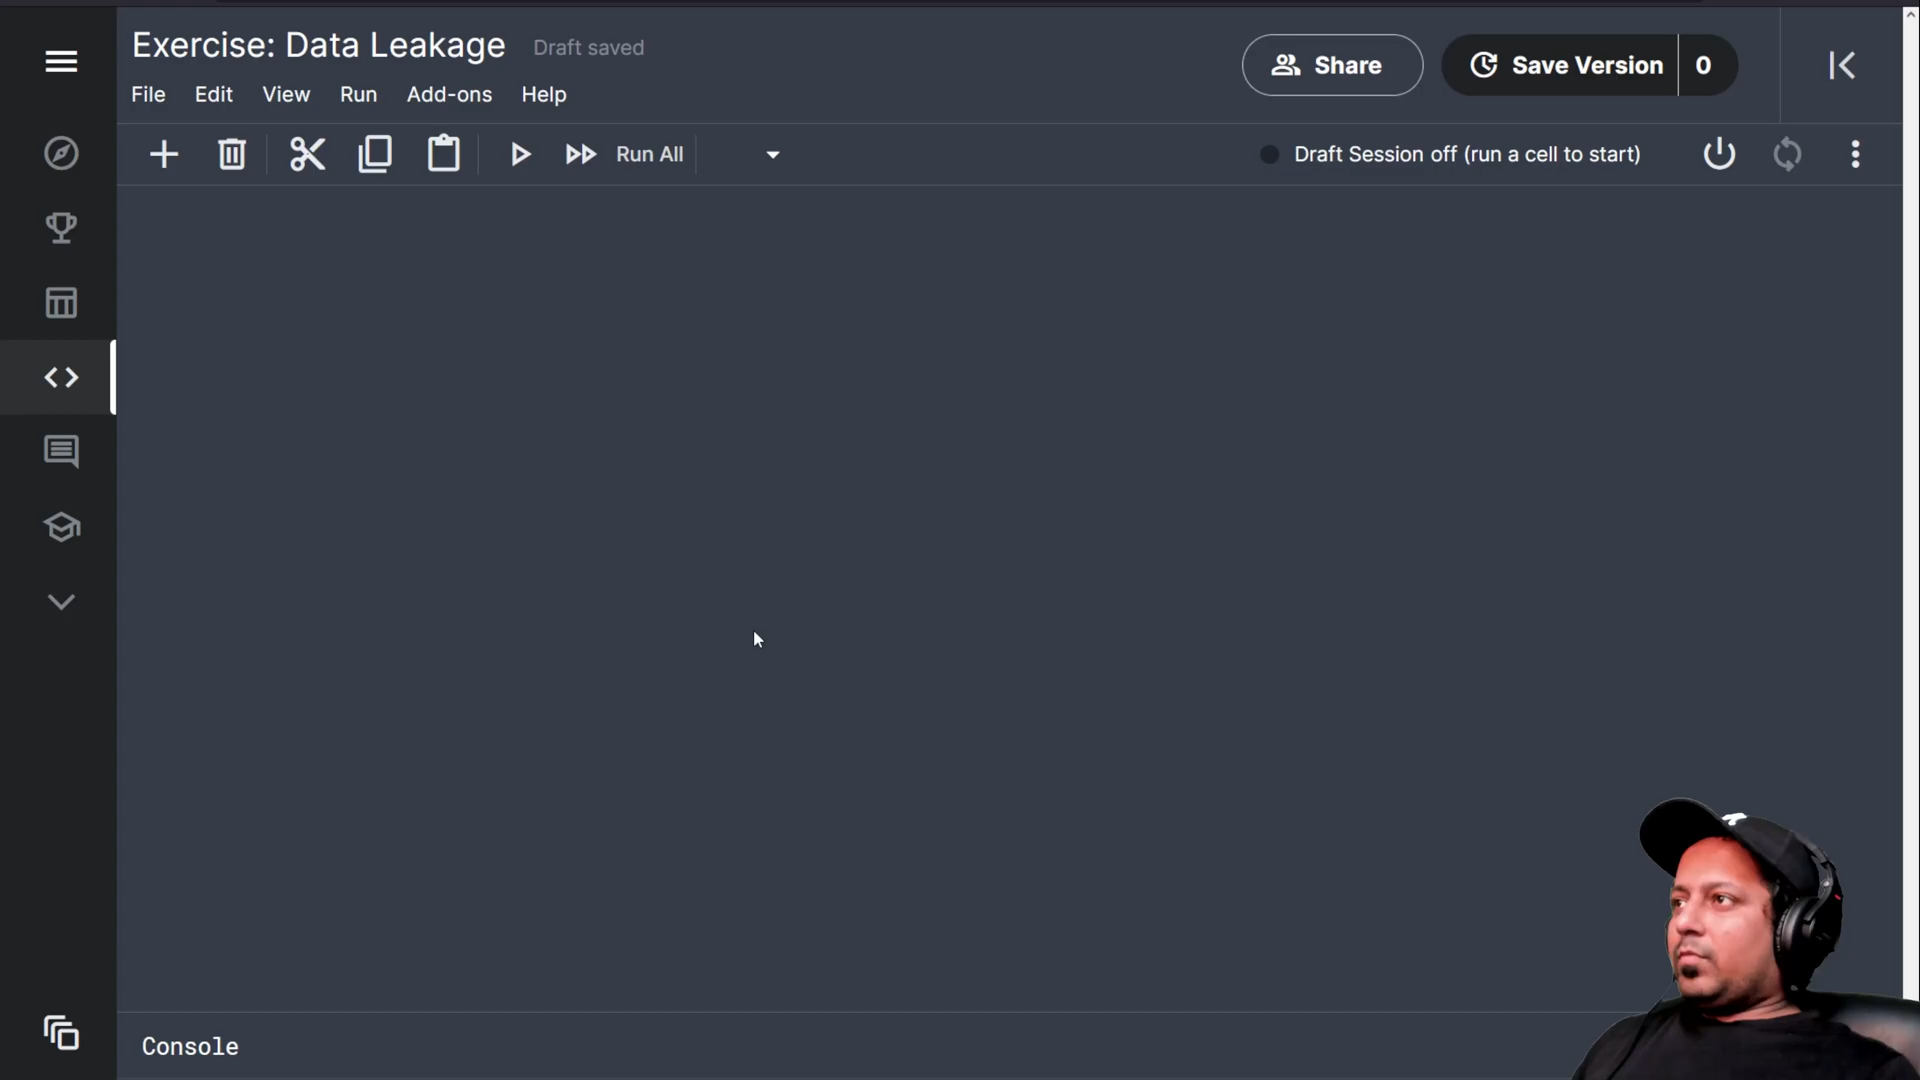 Exercise: Data Leakage Draft saved
File Edit View Run Add-ons Help
Share
Save Version 0
Run All
Draft Session off (run a cell to start)
Console